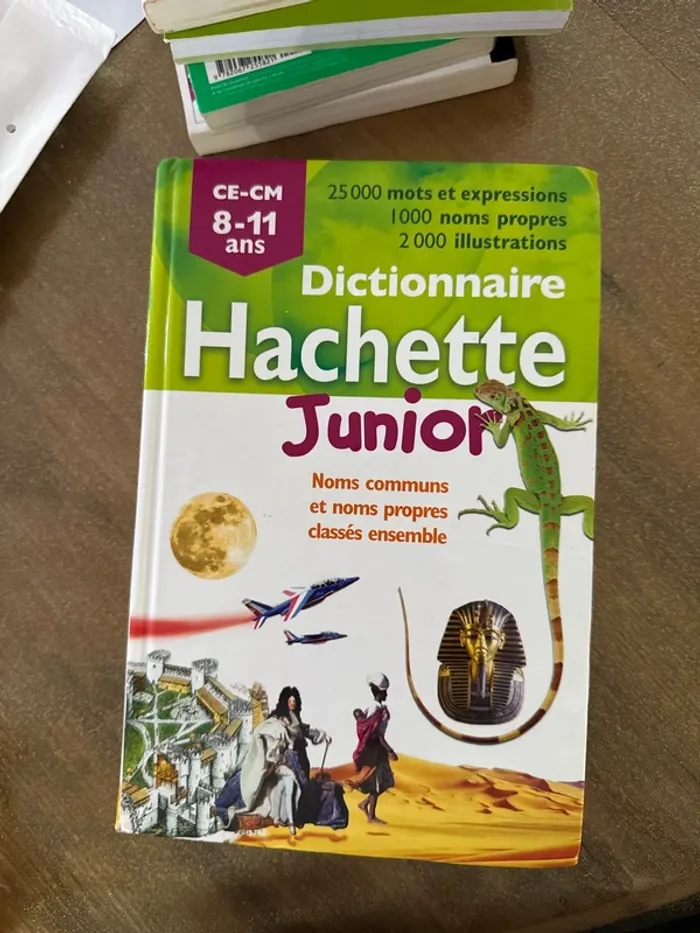 CE-CM
8-11
ans
25 000 mots et expressions
1 000 noms propres
2 000 illustrations
Dictionnaire
Hachette
Junior
Noms communs
et noms propres
classés ensemble